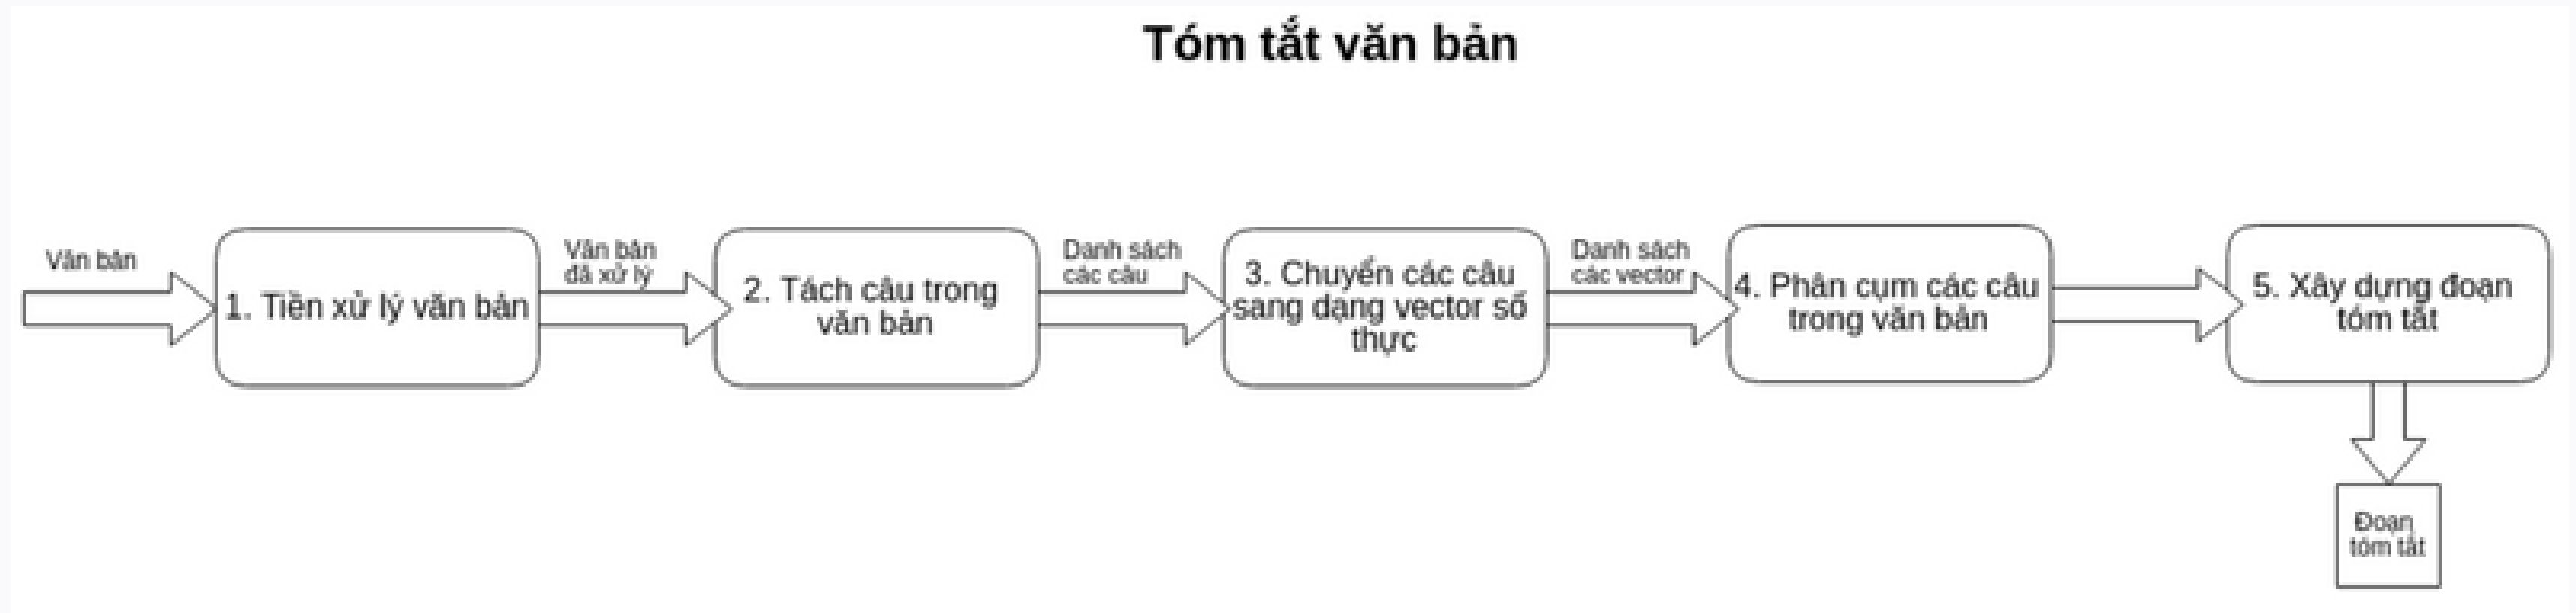 Tóm tắt văn bản
Văn bản
1. Tiền xử lý văn bản
Văn bản
đã xử lý
2. Tách câu trong
văn bản
Danh sách
các câu
3. Chuyển các câu
sang dạng vector số
thực
Danh sách
các vector
4. Phân cụm các câu
trong văn bản
5. Xây dựng đoạn
tóm tắt
Đoạn
tóm tắt